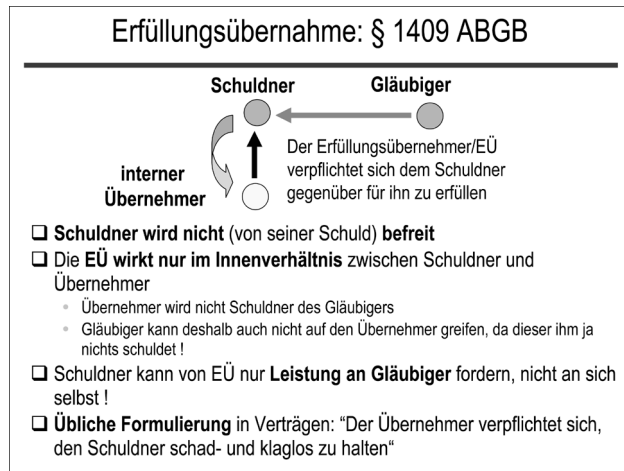 Erfüllungsübernahme: § 1409 ABGB
Schuldner
Gläubiger
interner
Übernehmer
Der Erfüllungsübernehmer/EÜ
verpflichtet sich dem Schuldner
gegenüber für ihn zu erfüllen
Schuldner wird nicht (von seiner Schuld) befreit
Die EÜ wirkt nur im Innenverhältnis zwischen Schuldner und
Übernehmer
Übernehmer wird nicht Schuldner des Gläubigers
Gläubiger kann deshalb auch nicht auf den Übernehmer greifen, da dieser ihm ja
nichts schuldet !
Schuldner kann von EÜ nur Leistung an Gläubiger fordern, nicht an sich
selbst !
Übliche Formulierung in Verträgen: “Der Übernehmer verpflichtet sich,
den Schuldner schad- und klaglos zu halten“